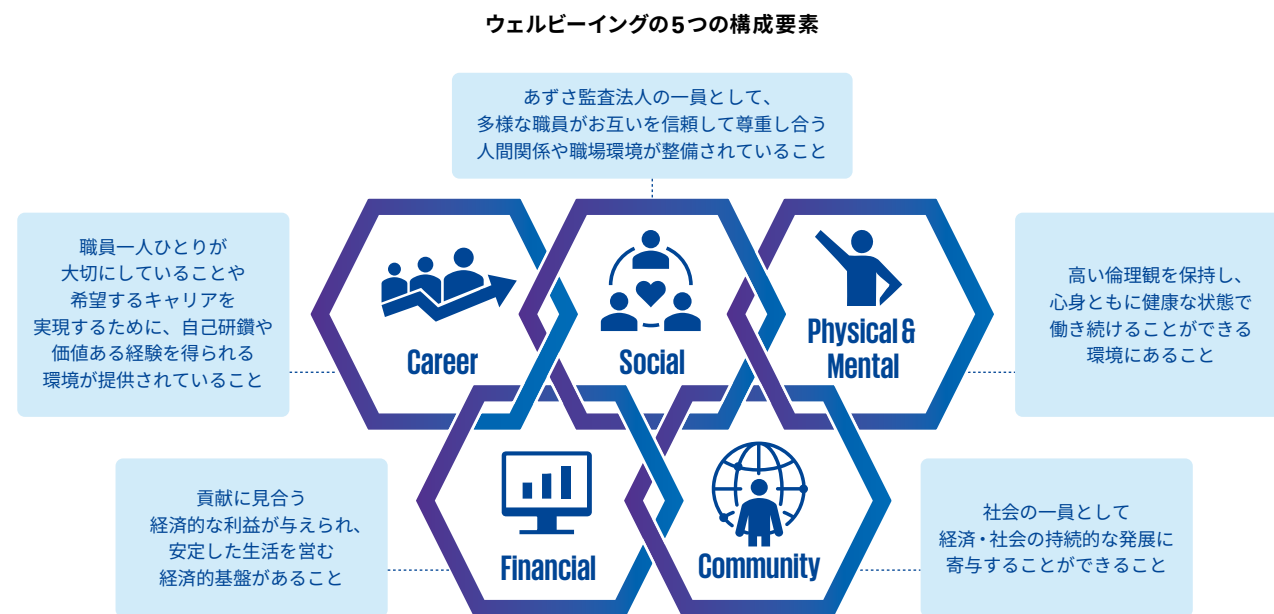 ウェルビーイングの5つの構成要素
あずさ監査法人の一員として、
多様な職員がお互いを信頼して尊重し合う
人間関係や職場環境が整備されていること
職員一人ひとりが
大切にしていることや
希望するキャリアを
実現するために、自己研鑽や
価値ある経験を得られる
環境が提供されていること
Career
Social
Physical &
Mental
高い倫理観を保持し、
心身ともに健康な状態で
働き続けることができる
環境にあること
貢献に見合う
経済的な利益が与えられ、
安定した生活を営む
経済的基盤があること
Financial
Community
社会の一員として
経済・社会の持続的な発展に
寄与することができること